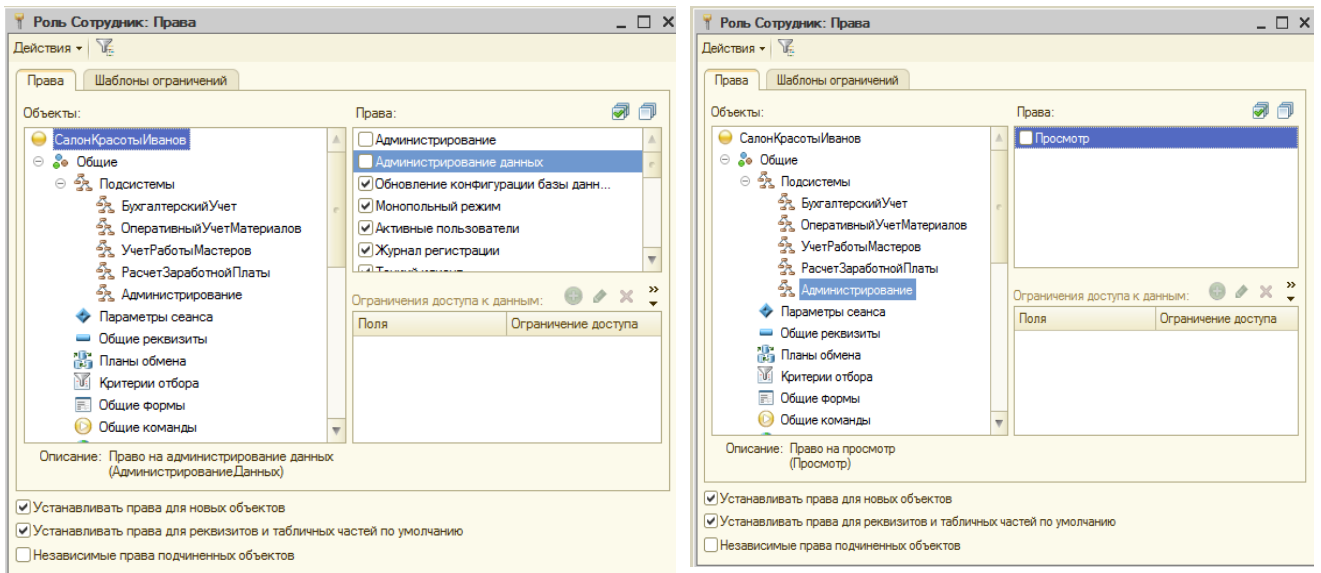 Роль Сотрудник: Права
Действия
Права
Шаблоны ограничений
Объекты:
Права:
СалонКрасотыИванов
Общие
Подсистемы
БухгалтерскийУчет
ОперативныйУчетМатериалов
УчетРаботыМастеров
РасчетЗаработнойПлаты
Администрирование
Параметры сеанса
Общие реквизиты
Планы обмена
Критерии отбора
Общие формы
Общие команды
Администрирование
Администрирование данных
Обновление конфигурации базы данн...
Монопольный режим
Активные пользователи
Журнал регистрации
Ограничения доступа к данным:
Поля
Ограничение доступа
Описание: Право на администрирование данных
(АдминистрированиеДанных)
Устанавливать права для новых объектов
Устанавливать права для реквизитов и табличных частей по умолчанию
Независимые права подчиненных объектов
Роль Сотрудник: Права
Действия
Права
Шаблоны ограничений
Объекты:
Права:
СалонКрасотыИванов
Общие
Подсистемы
БухгалтерскийУчет
ОперативныйУчетМатериалов
УчетРаботыМастеров
РасчетЗаработнойПлаты
Администрирование
Параметры сеанса
Общие реквизиты
Планы обмена
Критерии отбора
Общие формы
Общие команды
Просмотр
Ограничения доступа к данным:
Поля
Ограничение доступа
Описание: Право на просмотр
(Просмотр)
Устанавливать права для новых объектов
Устанавливать права для реквизитов и табличных частей по умолчанию
Независимые права подчиненных объектов